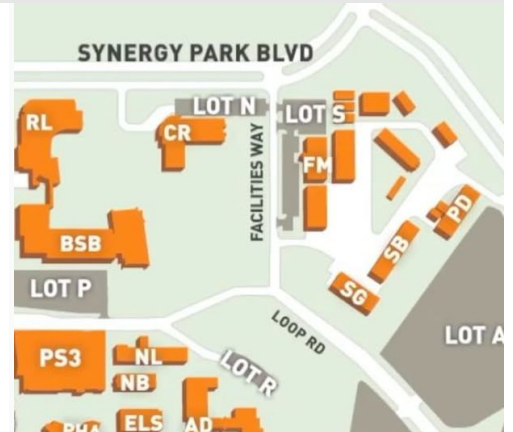 SYNERGY PARK BLVD
LOT N
LOT S
RL
CR
FACILITIES WAY
FM
PD
BSB
SB
LOT P
SG
LOOP RD
LOT A
PS3
NL
LOT R
NB
PHA
ELS
AD